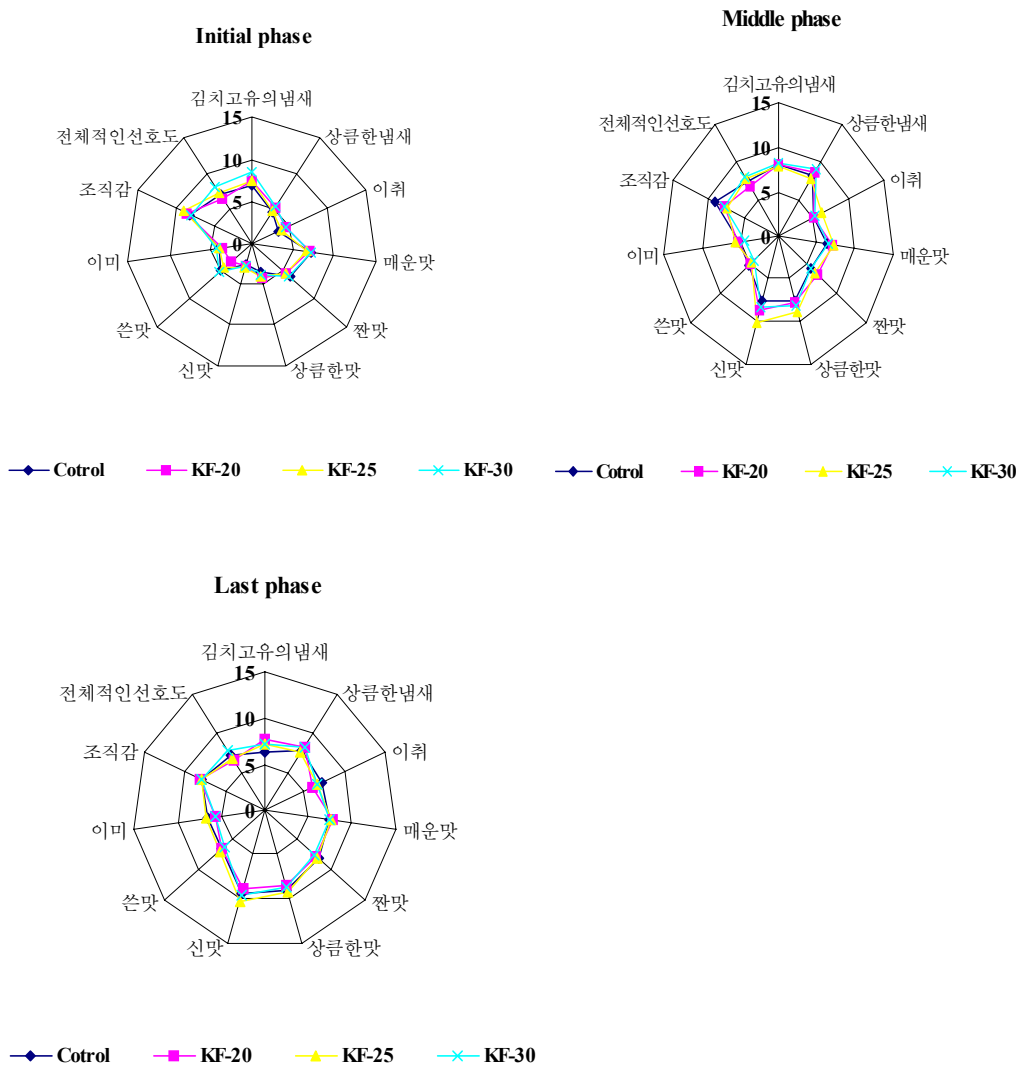 Initial phase
김치고유의냄새
상큼한냄새
이취
매운맛
짠맛
상큼한맛
신맛
쓴맛
이미
조직감
전체적인선호도
15
10
5
0
Cotrol KF-20 KF-25 KF-30
Middle phase
김치고유의냄새
상큼한냄새
이취
매운맛
짠맛
상큼한맛
신맛
쓴맛
이미
조직감
전체적인선호도
15
10
5
0
Cotrol KF-20 KF-25 KF-30
Last phase
김치고유의냄새
상큼한냄새
이취
매운맛
짠맛
상큼한맛
신맛
쓴맛
이미
조직감
전체적인선호도
15
10
5
0
Cotrol KF-20 KF-25 KF-30